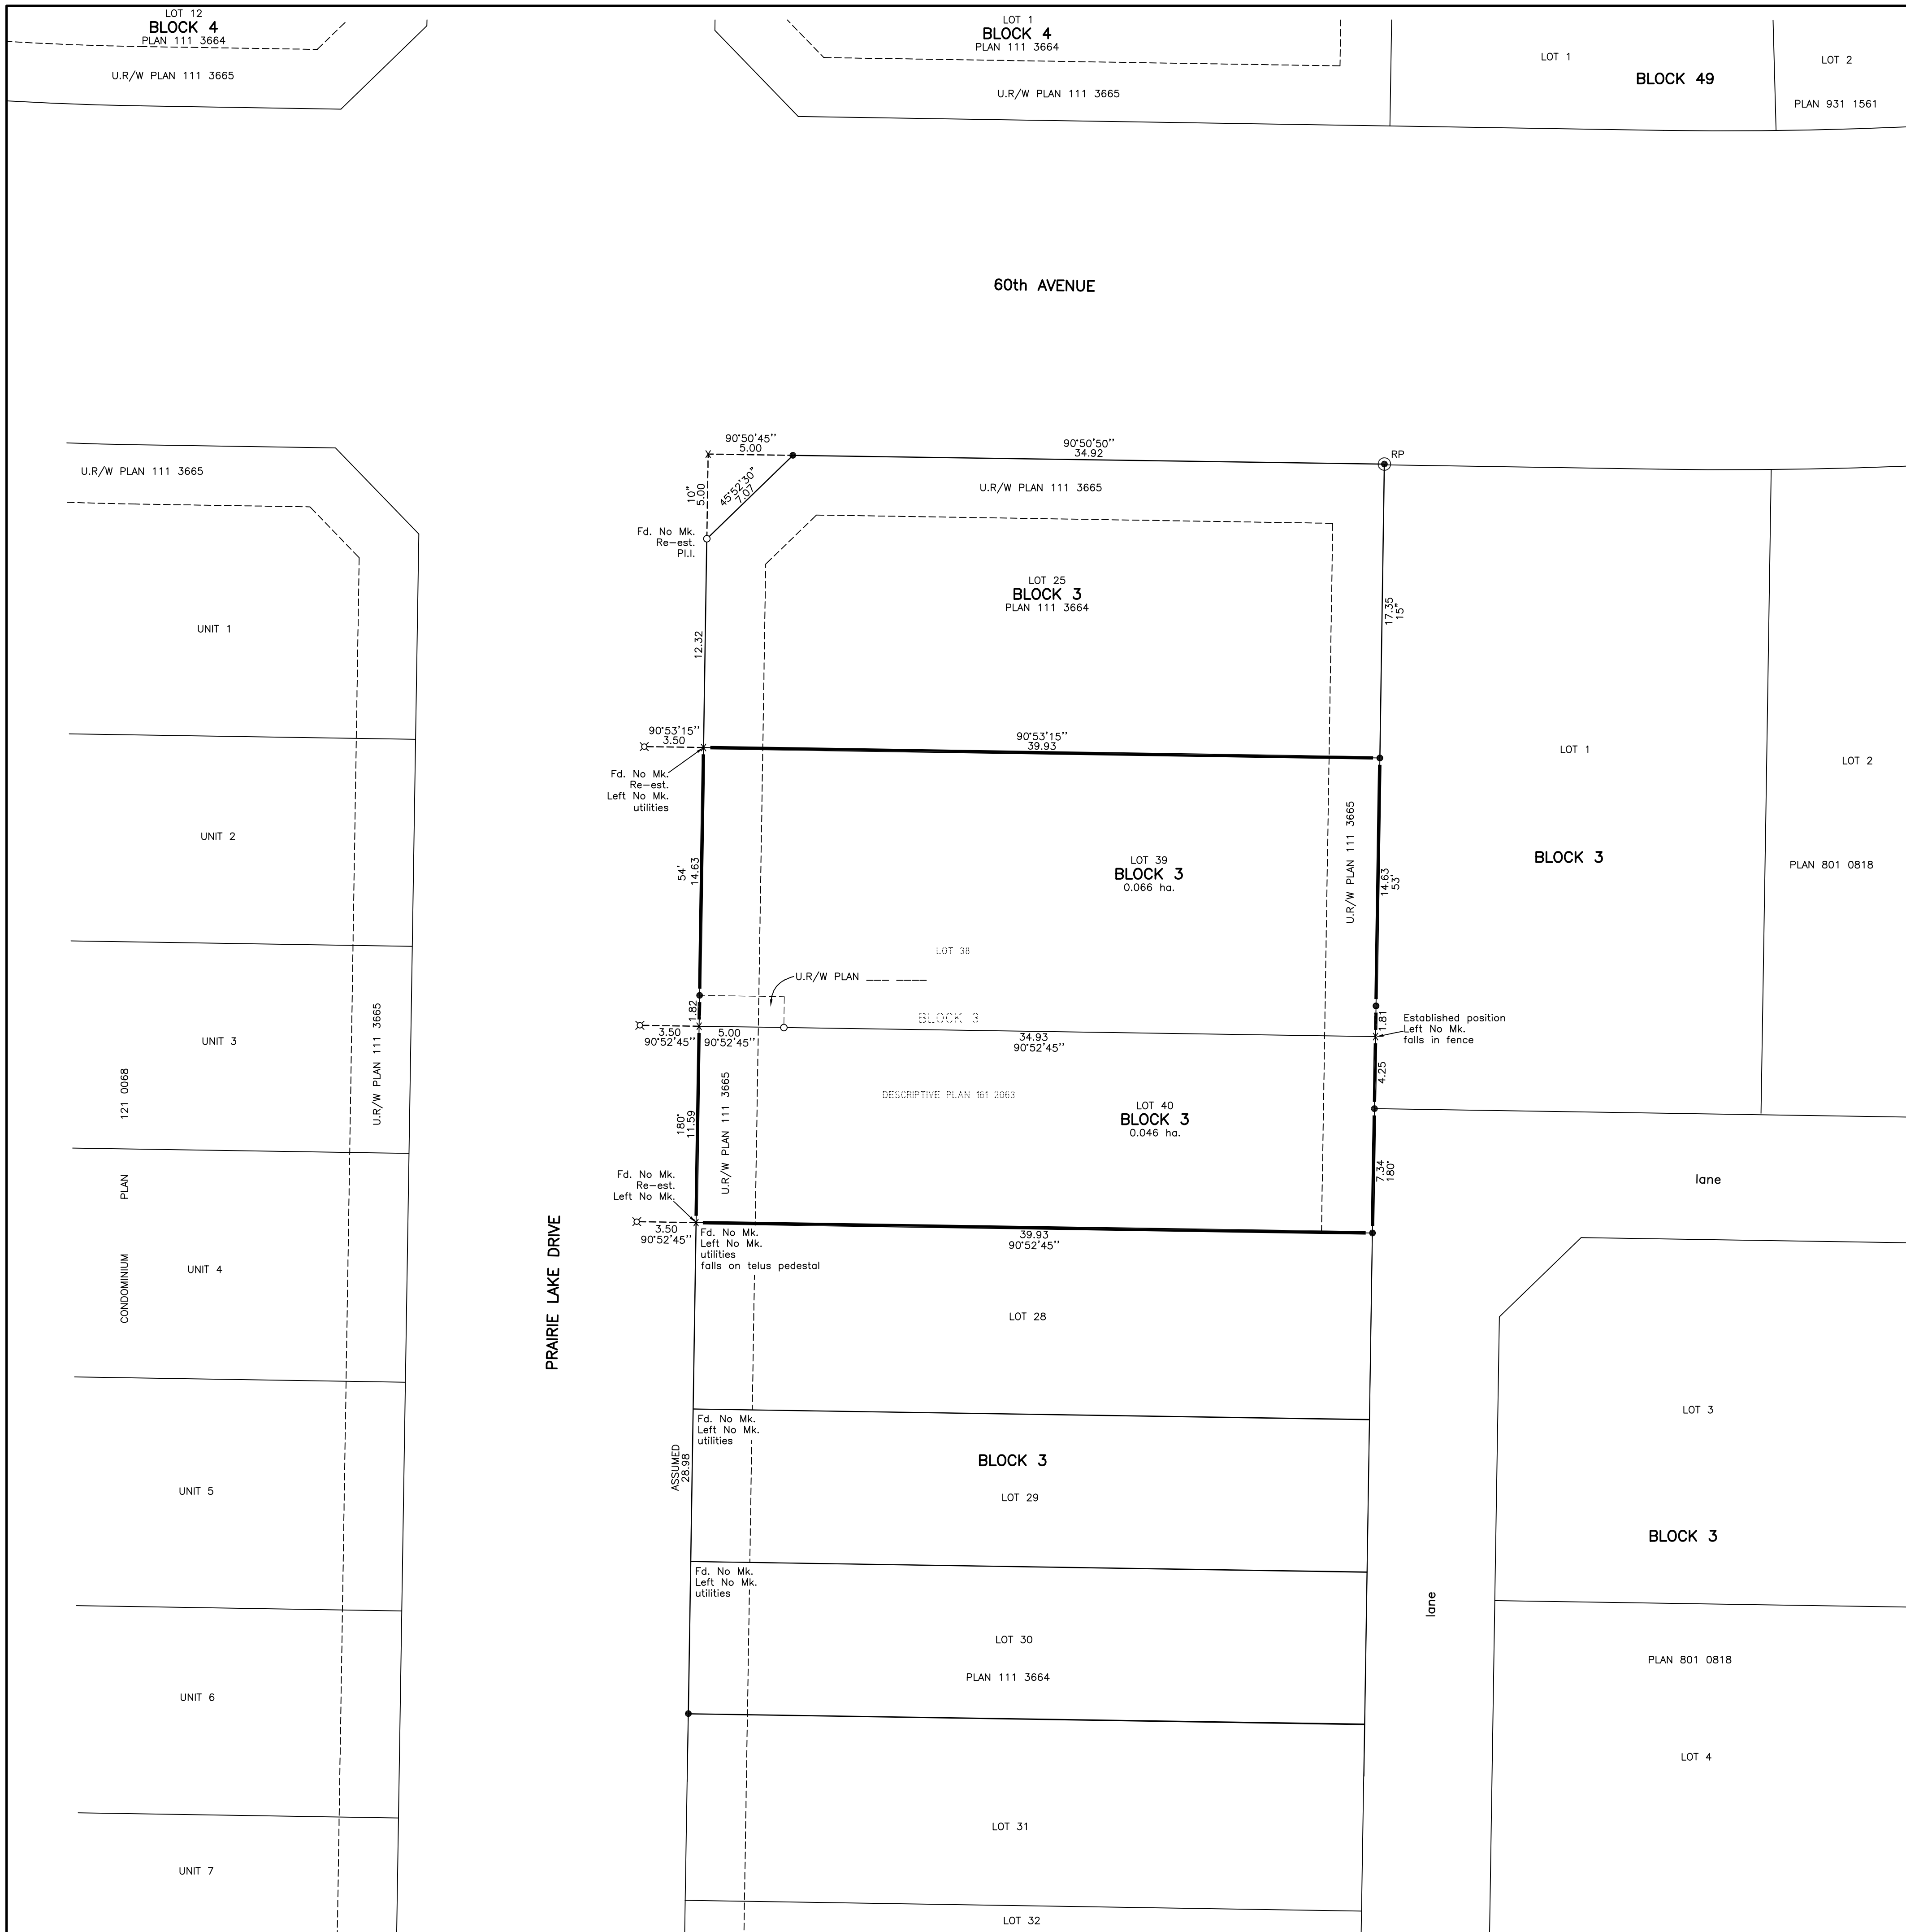 LOT 12
BLOCK 4
PLAN 111 3664
U.R/W PLAN 111 3665
LOT 1
BLOCK 4
PLAN 111 3664
U.R/W PLAN 111 3665
LOT 1
BLOCK 49
LOT 2
PLAN 931 1561
60th AVENUE
U.R/W PLAN 111 3665
90°50'45''
5.00
90°50'50''
34.92
RP
10"
5.00
45°52'30"
7.07
U.R/W PLAN 111 3665
Fd. No Mk.
Re-est.
Pl.I.
LOT 25
BLOCK 3
PLAN 111 3664
12.32
17.35
15"
UNIT 1
90°53'15''
3.50
90°53'15''
39.93
Fd. No Mk.
Re-est.
Left No Mk.
utilities
LOT 1
LOT 2
BLOCK 3
PLAN 801 0818
UNIT 2
54'
14.63
LOT 39
BLOCK 3
0.066 ha.
U.R/W PLAN 111 3665
14.63
53'
LOT 38
U.R/W PLAN ___ ____
1.82
BLOCK 3
1.81
3.50
90°52'45''
5.00
90°52'45''
34.93
90°52'45''
Established position
Left No Mk.
falls in fence
UNIT 3
U.R/W PLAN 111 3665
CONDOMINIUM PLAN 121 0068
4.25
DESCRIPTIVE PLAN 161 2063
LOT 40
BLOCK 3
0.046 ha.
180°
11.59
U.R/W PLAN 111 3665
7.34
180°
lane
Fd. No Mk.
Re-est.
Left No Mk.
3.50
90°52'45''
Fd. No Mk.
Left No Mk.
utilities
falls on telus pedestal
39.93
90°52'45''
PRAIRIE LAKE DRIVE
UNIT 4
LOT 28
LOT 3
Fd. No Mk.
Left No Mk.
utilities
ASSUMED
28.98
BLOCK 3
LOT 29
UNIT 5
BLOCK 3
Fd. No Mk.
Left No Mk.
utilities
lane
LOT 30
PLAN 111 3664
PLAN 801 0818
UNIT 6
LOT 4
LOT 31
UNIT 7
LOT 32